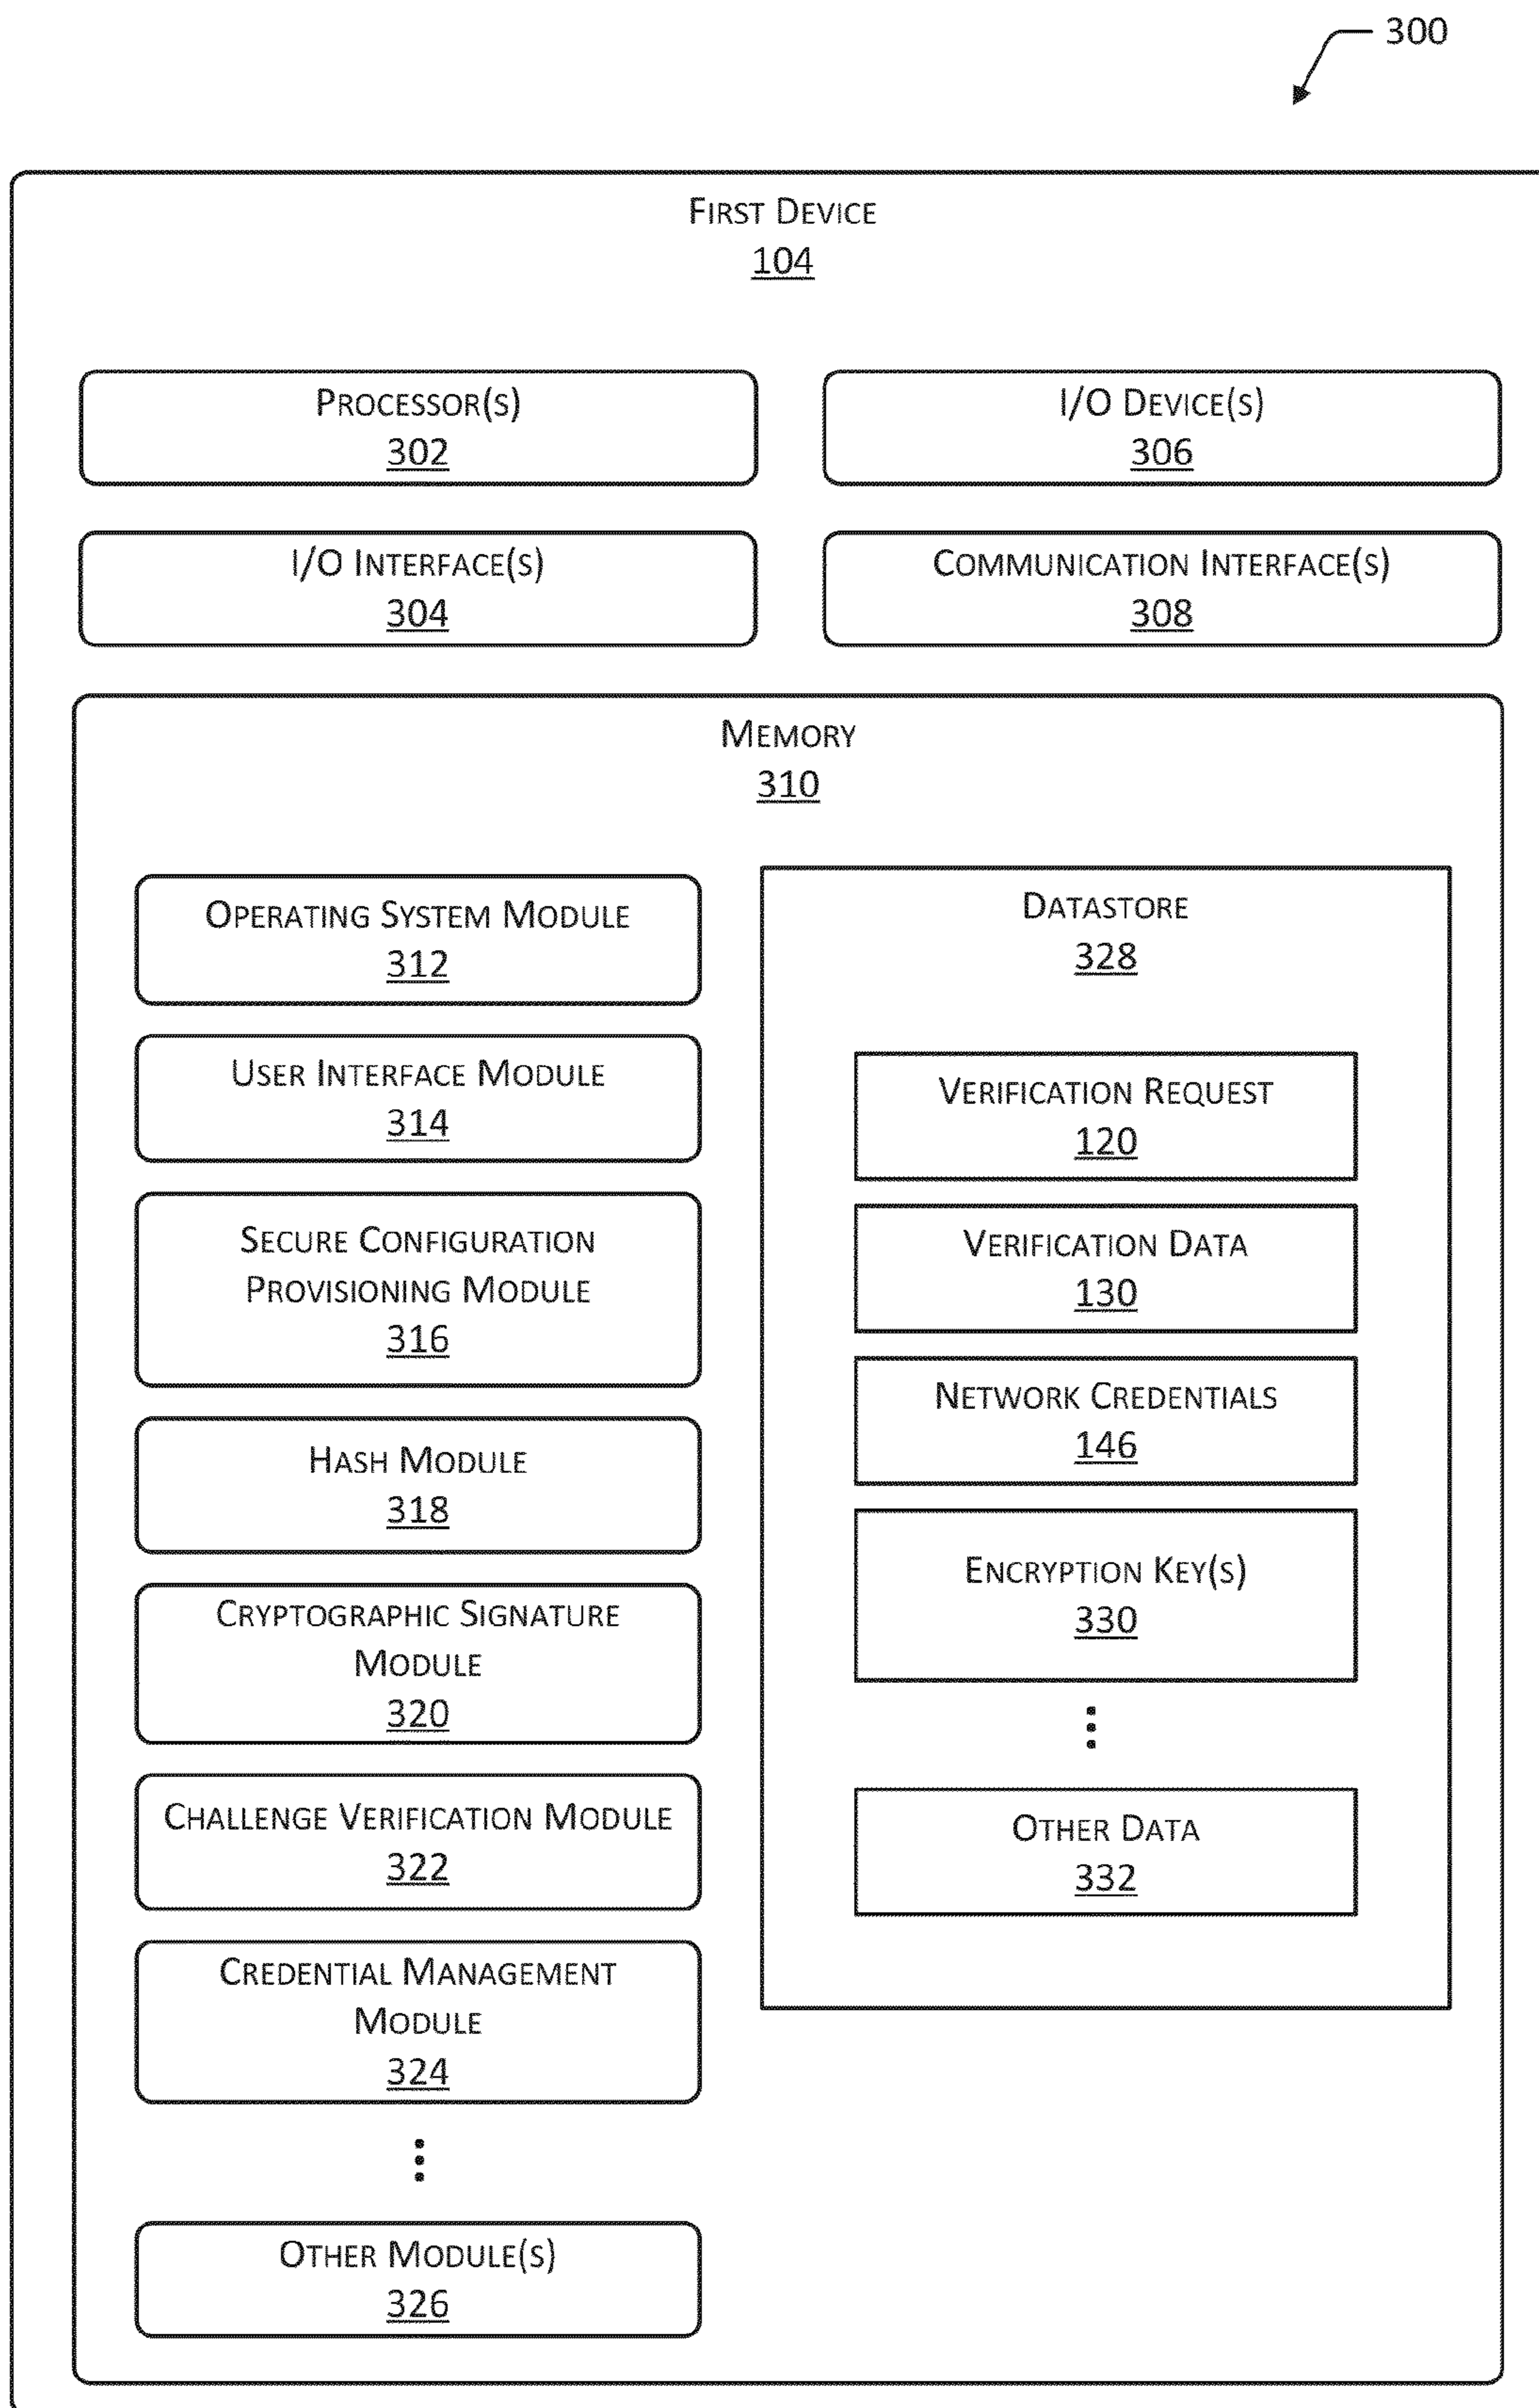 300
First Device
104
Processor(s)
302
I/O Device(s)
306
I/O Interface(s)
304
Communication Interface(s)
308
Memory
310
Operating System Module
312
User Interface Module
314
Secure Configuration
Provisioning Module
316
Hash Module
318
Cryptographic Signature
Module
320
Challenge Verification Module
322
Credential Management
Module
324
Other Module(s)
326
Datastore
328
Verification Request
120
Verification Data
130
Network Credentials
146
Encryption Key(s)
330
Other Data
332